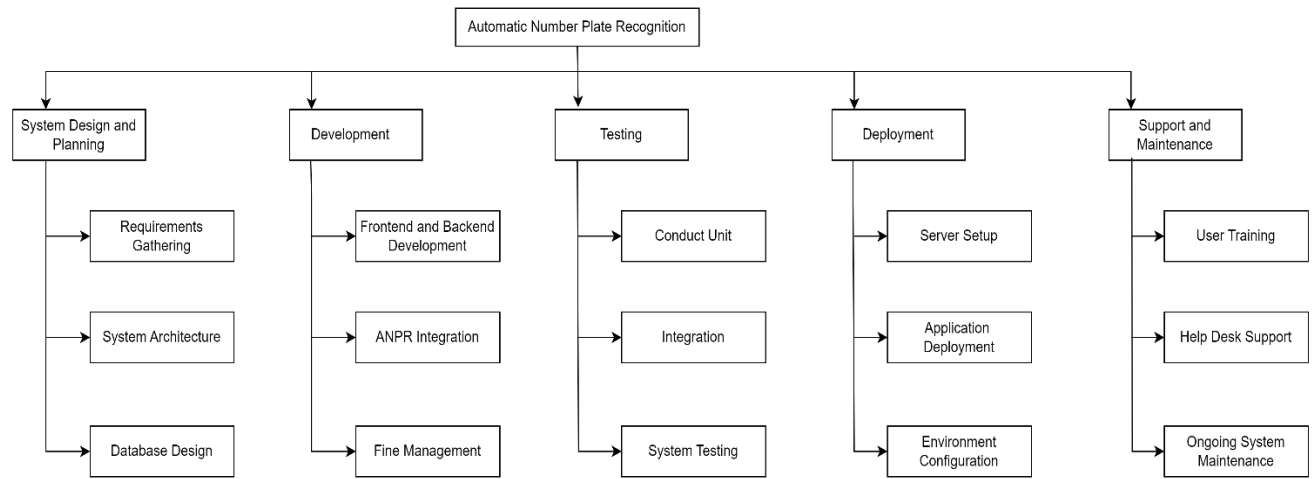 Automatic Number Plate Recognition
System Design and
Planning
Development
Testing
Deployment
Support and
Maintenance
Requirements
Gathering
Frontend and Backend
Development
Conduct Unit
Server Setup
User Training
System Architecture
ANPR Integration
Integration
Application
Deployment
Help Desk Support
Database Design
Fine Management
System Testing
Environment
Configuration
Ongoing System
Maintenance